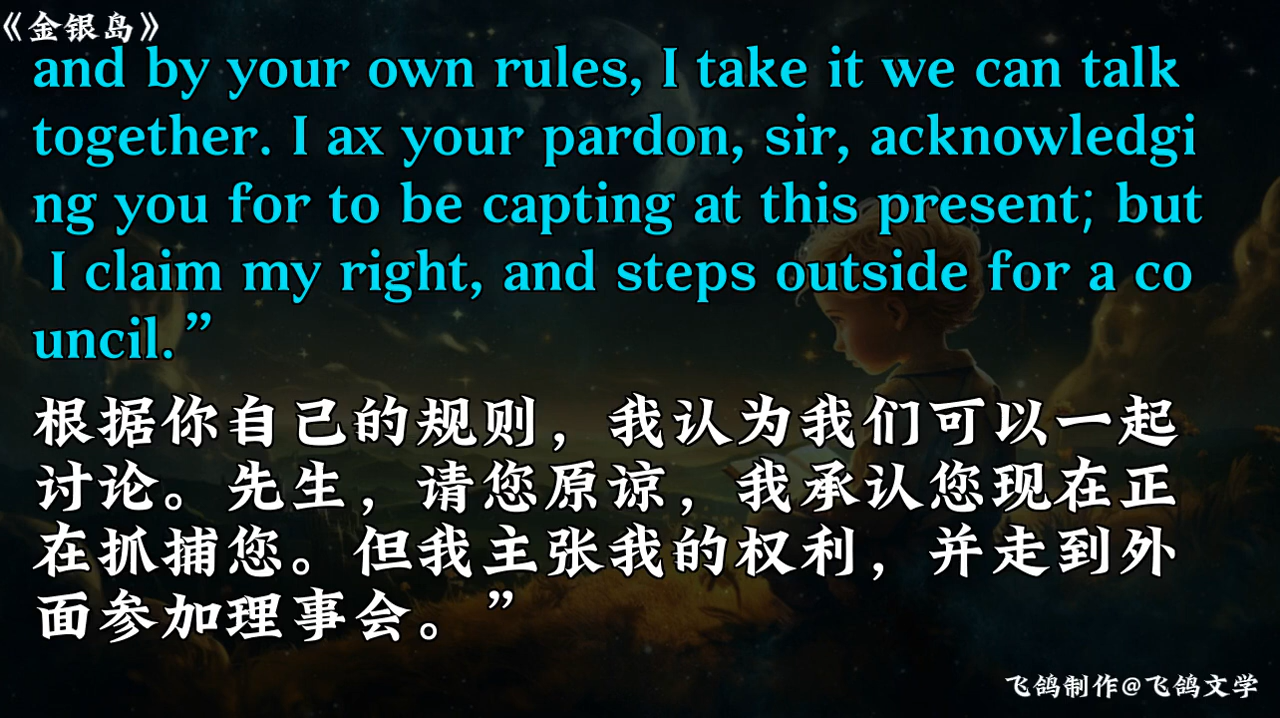 《金银岛》
and by your own rules, I take it we can talk
together. I ax your pardon, sir, acknowledgi
ng you for to be capting at this present; but
I claim my right, and steps outside for a co
uncil.”
根据你自己的规则，我认为我们可以一起
讨论。先生，请您原谅，我承认您现在正
在抓捕您。但我主张我的权利，并走到外
面参加理事会。”
飞鸽制作@飞鸽文学